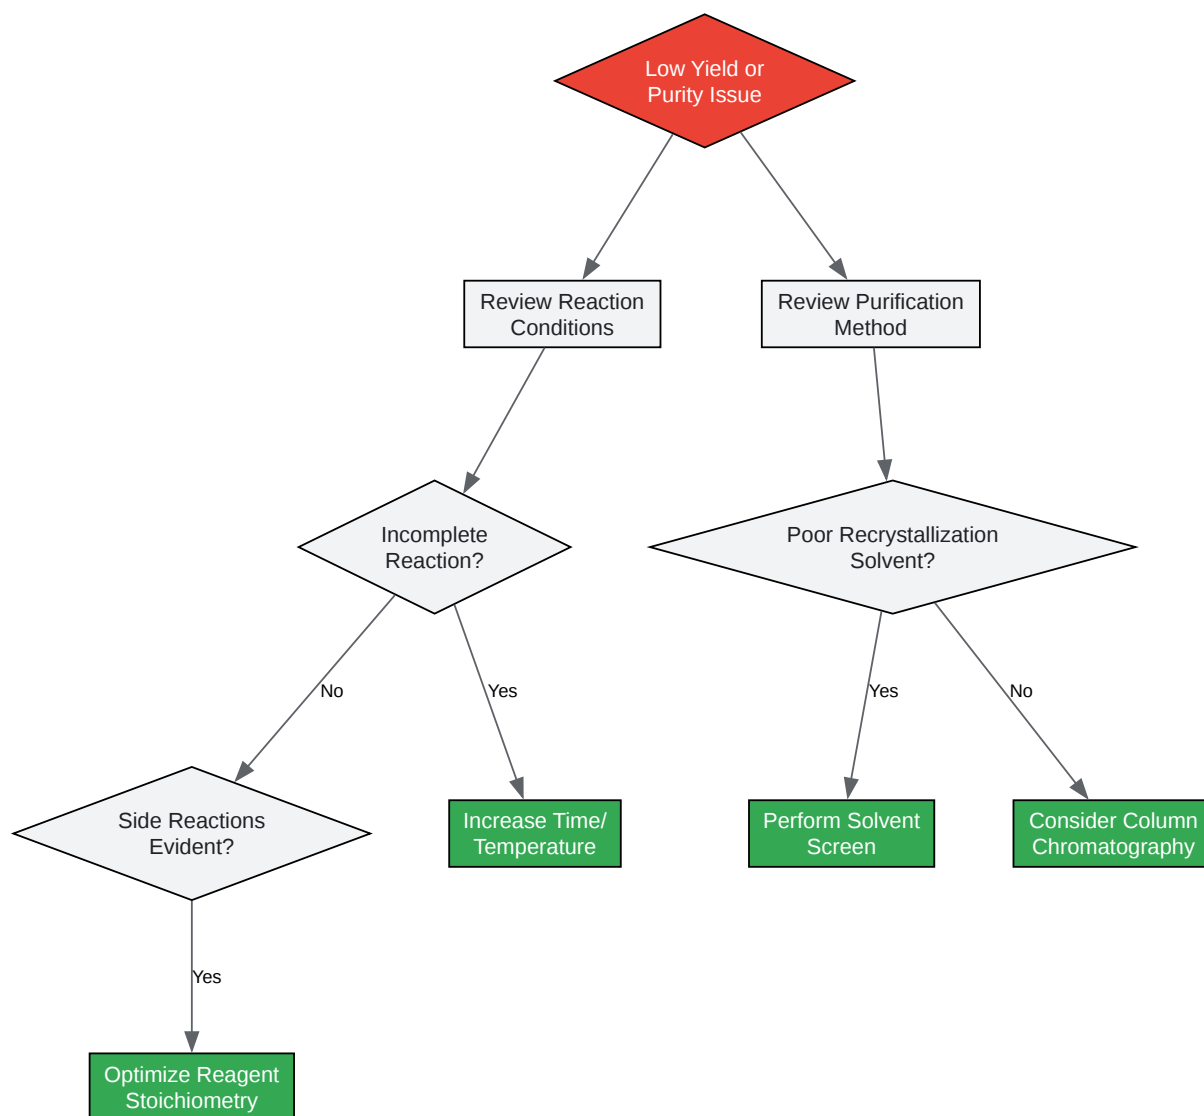 Low Yield or
Purity Issue
Review Reaction
Conditions
Review Purification
Method
Incomplete
Reaction?
Poor Recrystallization
Solvent?
No
Yes
Yes
No
Side Reactions
Evident?
Increase Time/
Temperature
Perform Solvent
Screen
Consider Column
Chromatography
Yes
Optimize Reagent
Stoichiometry